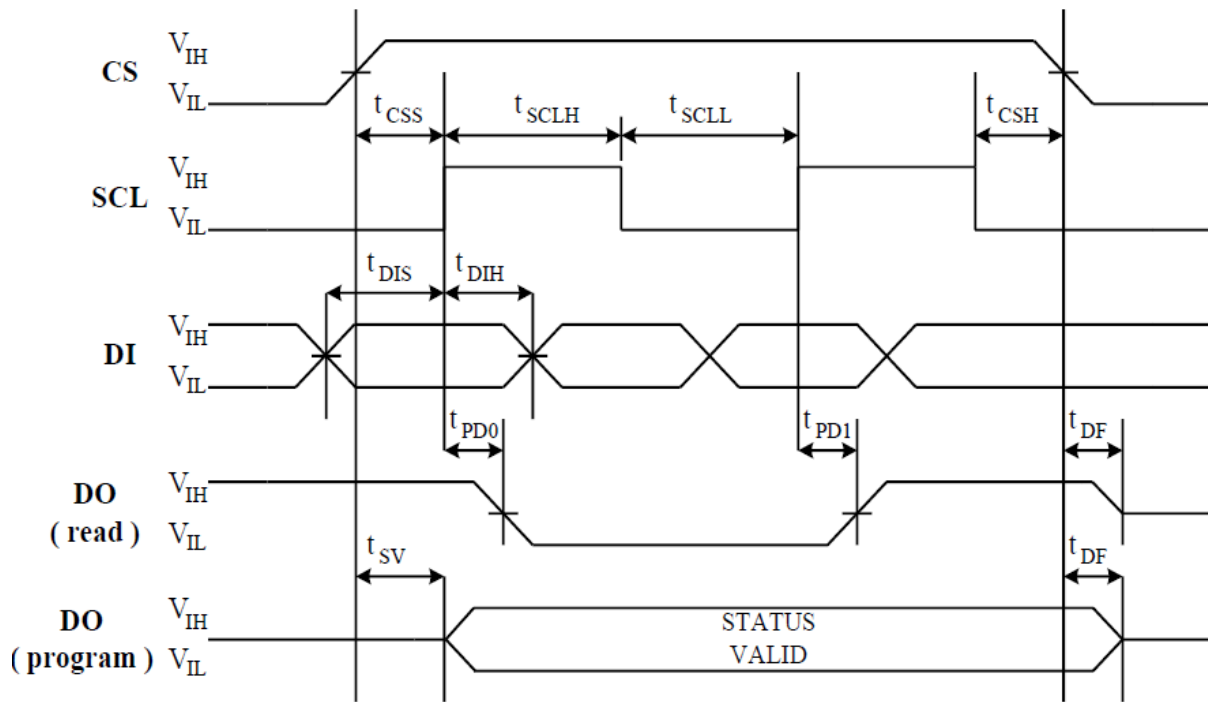 CS
V_IH
V_IL
t_CSS
t_SCLH
t_SCLL
t_CSH
SCL
V_IH
V_IL
t_DIS
t_DIH
DI
V_IH
V_IL
t_PD0
t_PD1
t_DF
DO
( read )
V_IH
V_IL
t_SV
t_DF
DO
( program )
V_IH
V_IL
STATUS
VALID